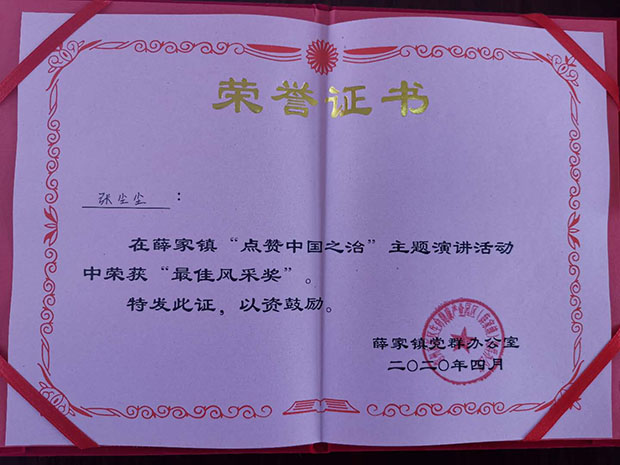 荣誉证书
张尘尘：
在薛家镇“点赞中国之治”主题演讲活动
中荣获“最佳风采奖”。
特发此证，以资鼓励。
薛家镇党群办公室
二〇二〇年四月